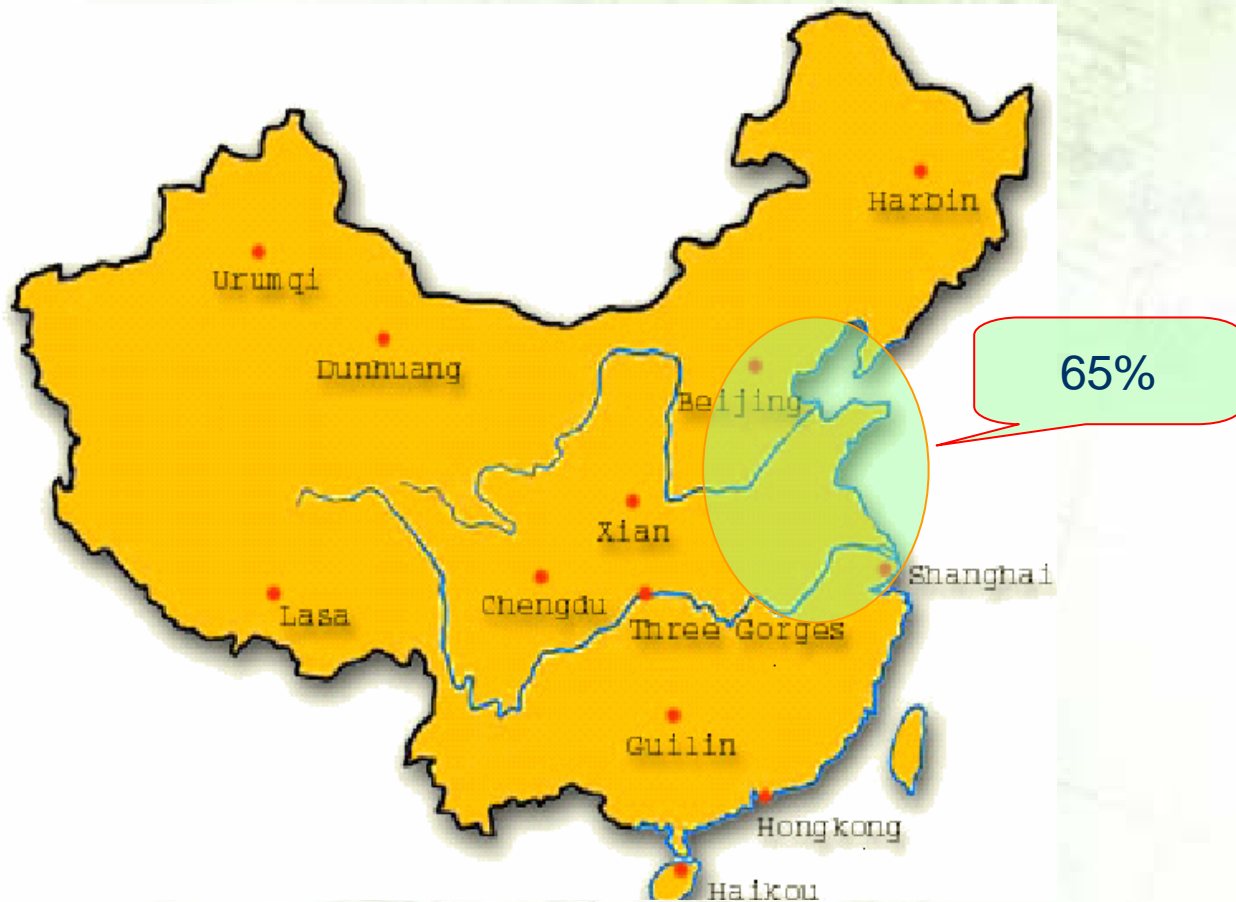 Harbin
Urumqi
Dunhuang
65%
Beijing
Xian
Shanghai
Chengdu
Lasa
Three Gorges
Guilin
Hongkong
Haikou